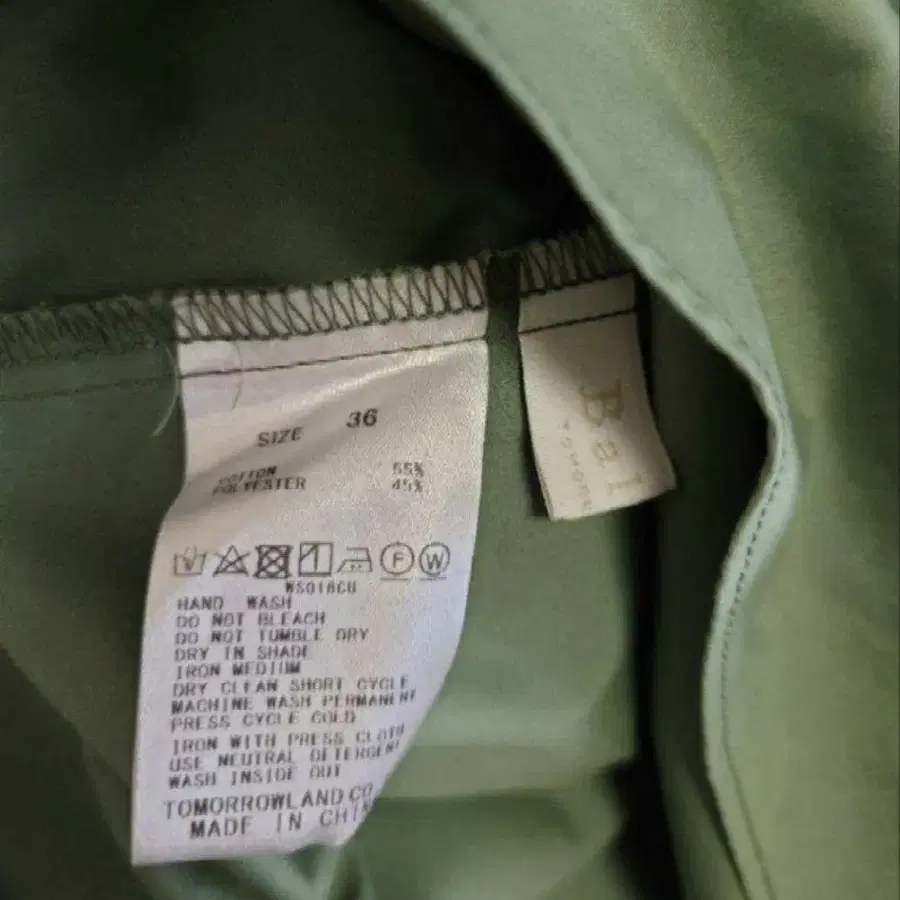 SIZE 36
COTTON 55%
POLYESTER 45%
F W
WS018CU
HAND WASH
DO NOT BLEACH
DO NOT TUMBLE DRY
DRY IN SHADE
IRON MEDIUM
DRY CLEAN SHORT CYCLE
MACHINE WASH PERMANENT
PRESS CYCLE COLD
IRON WITH PRESS CLOTH
USE NEUTRAL DETERGENT
WASH INSIDE OUT
TOMORROWLAND CO
MADE IN CHIN
Ba